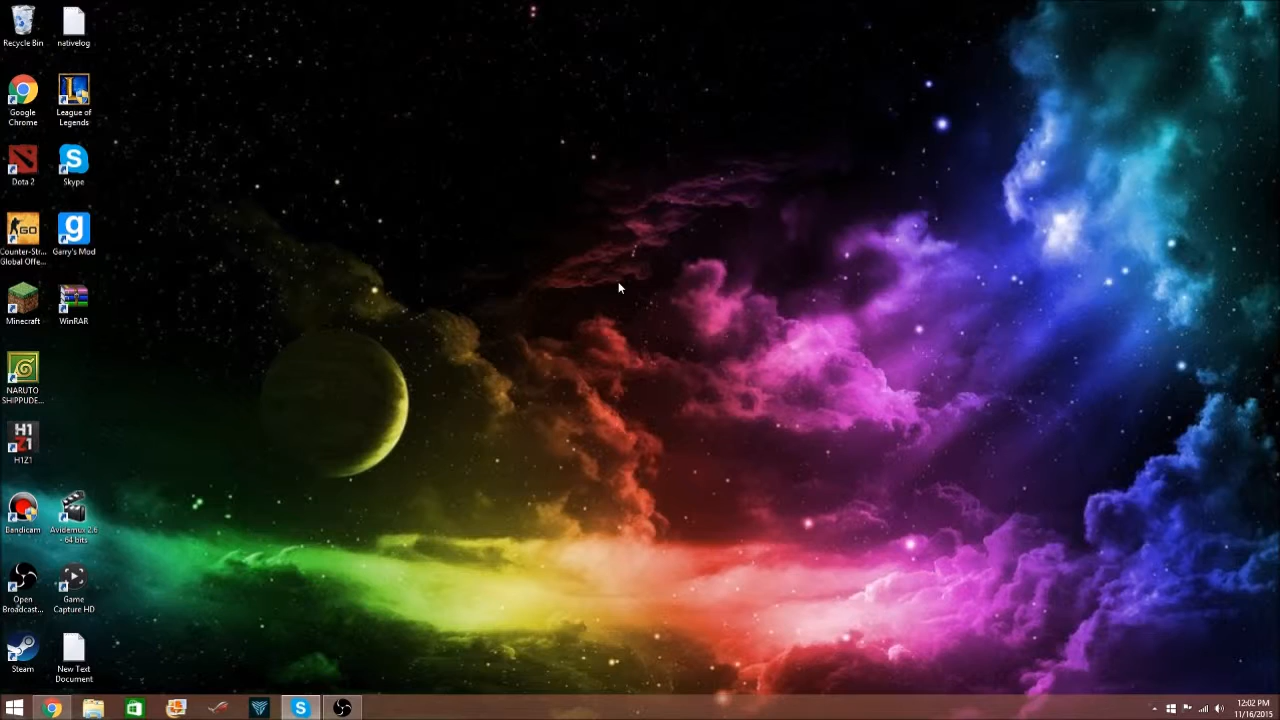 Recycle Bin
nativelog
Google
Chrome
League of
Legends
Dota 2
Skype
Counter-Str...
Global Offe...
Garry's Mod
Minecraft
WinRAR
NARUTO
SHIPPUDE...
H1Z1
H1Z1
Bandicam
Avidemux 2.6
- 64 bits
Open
Broadcast...
Game
Capture HD
Steam
New Text
Document
12:02 PM
11/16/2015